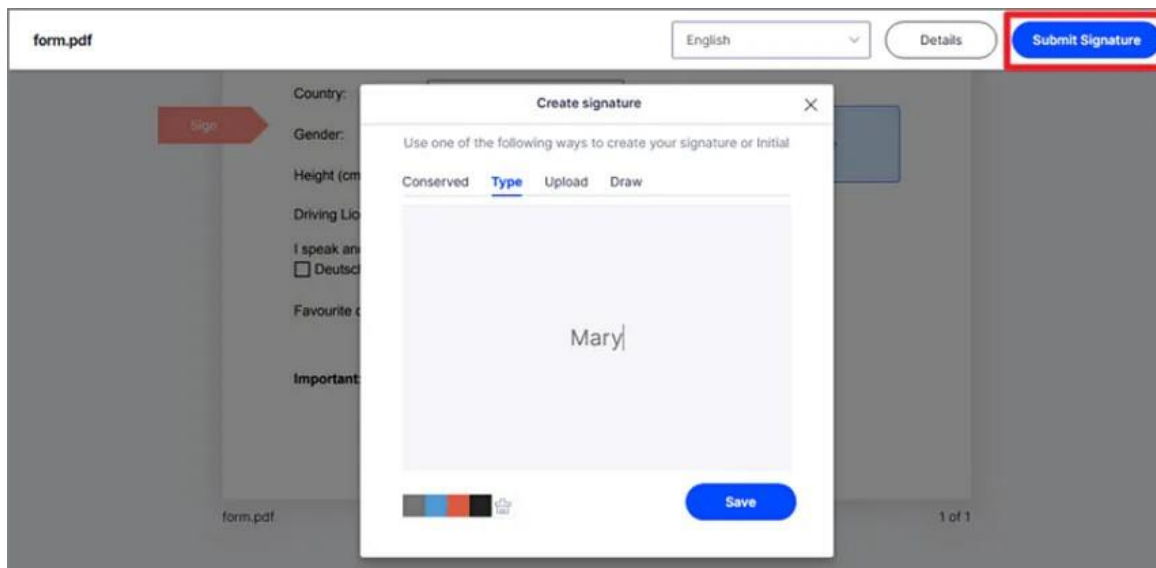 form.pdf
English
Details
Submit Signature
Country:
Sign
Gender:
Height (cm
Driving Lic
I speak an
Deutsc
Favourite
Important:
Create signature
Use one of the following ways to create your signature or Initial
Conserved Type Upload Draw
Mary
Save
form.pdf
1 of 1